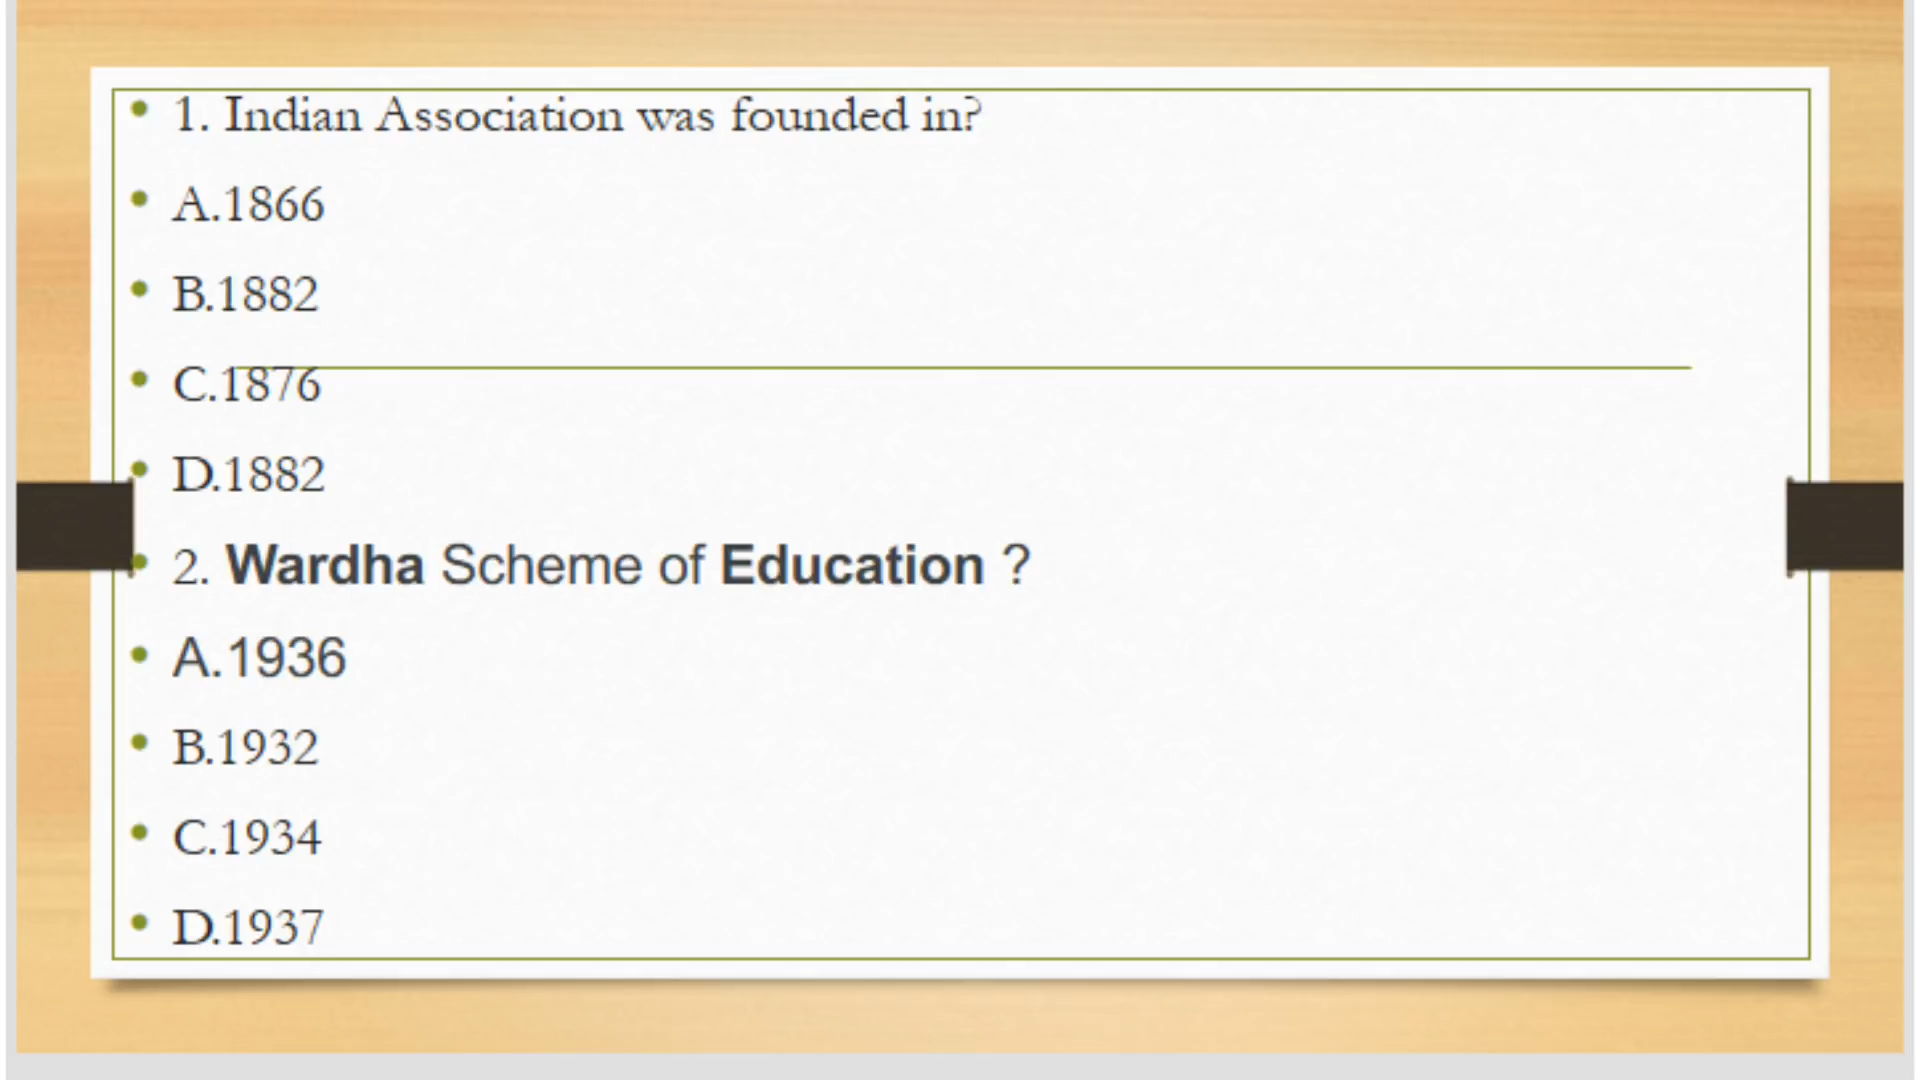 • 1. Indian Association was founded in?
• A.1866
• B.1882
• C.1876
• D.1882
• 2. Wardha Scheme of Education ?
• A.1936
• B.1932
• C.1934
• D.1937